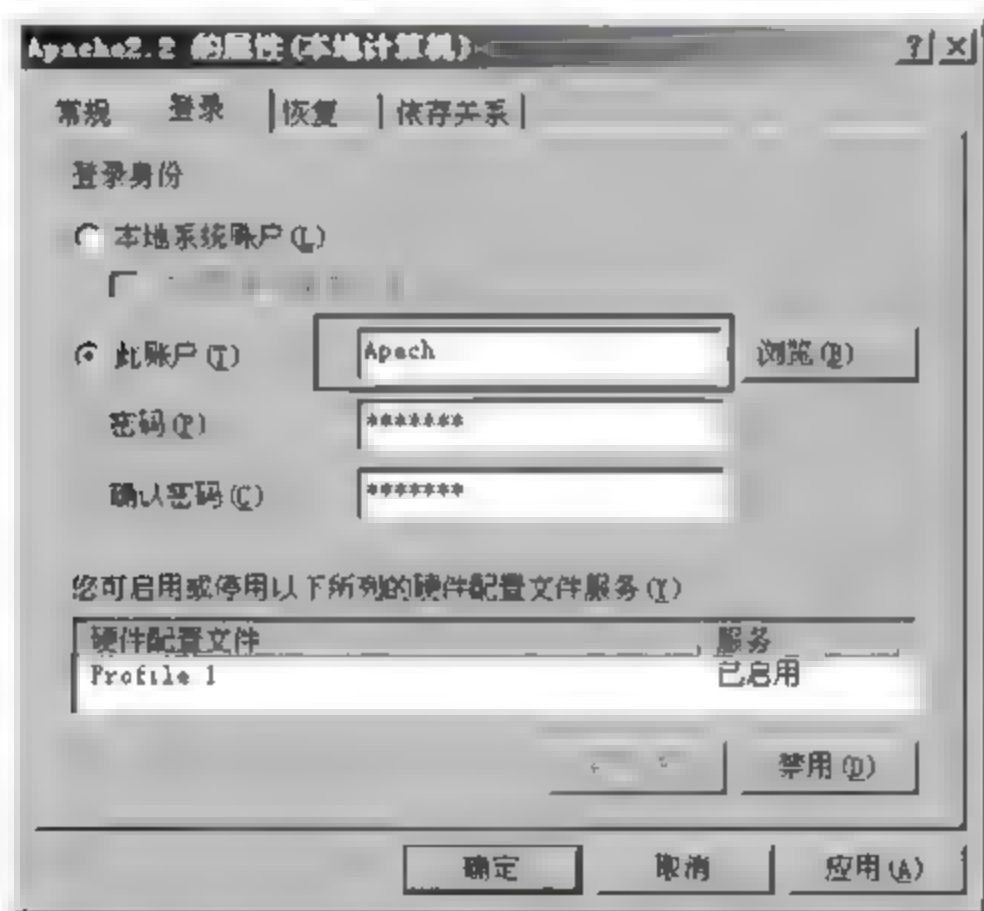 Apache2.2 的属性(本地计算机)
常规 登录 恢复 依存关系
登录身份
本地系统账户(L)
此账户(T) Apach 浏览(B)
密码(P) *******
确认密码(C) *******
您可启用或停用以下所列的硬件配置文件服务(Y)
硬件配置文件 服务
Profile 1 已启用
禁用(D)
确定 取消 应用(A)